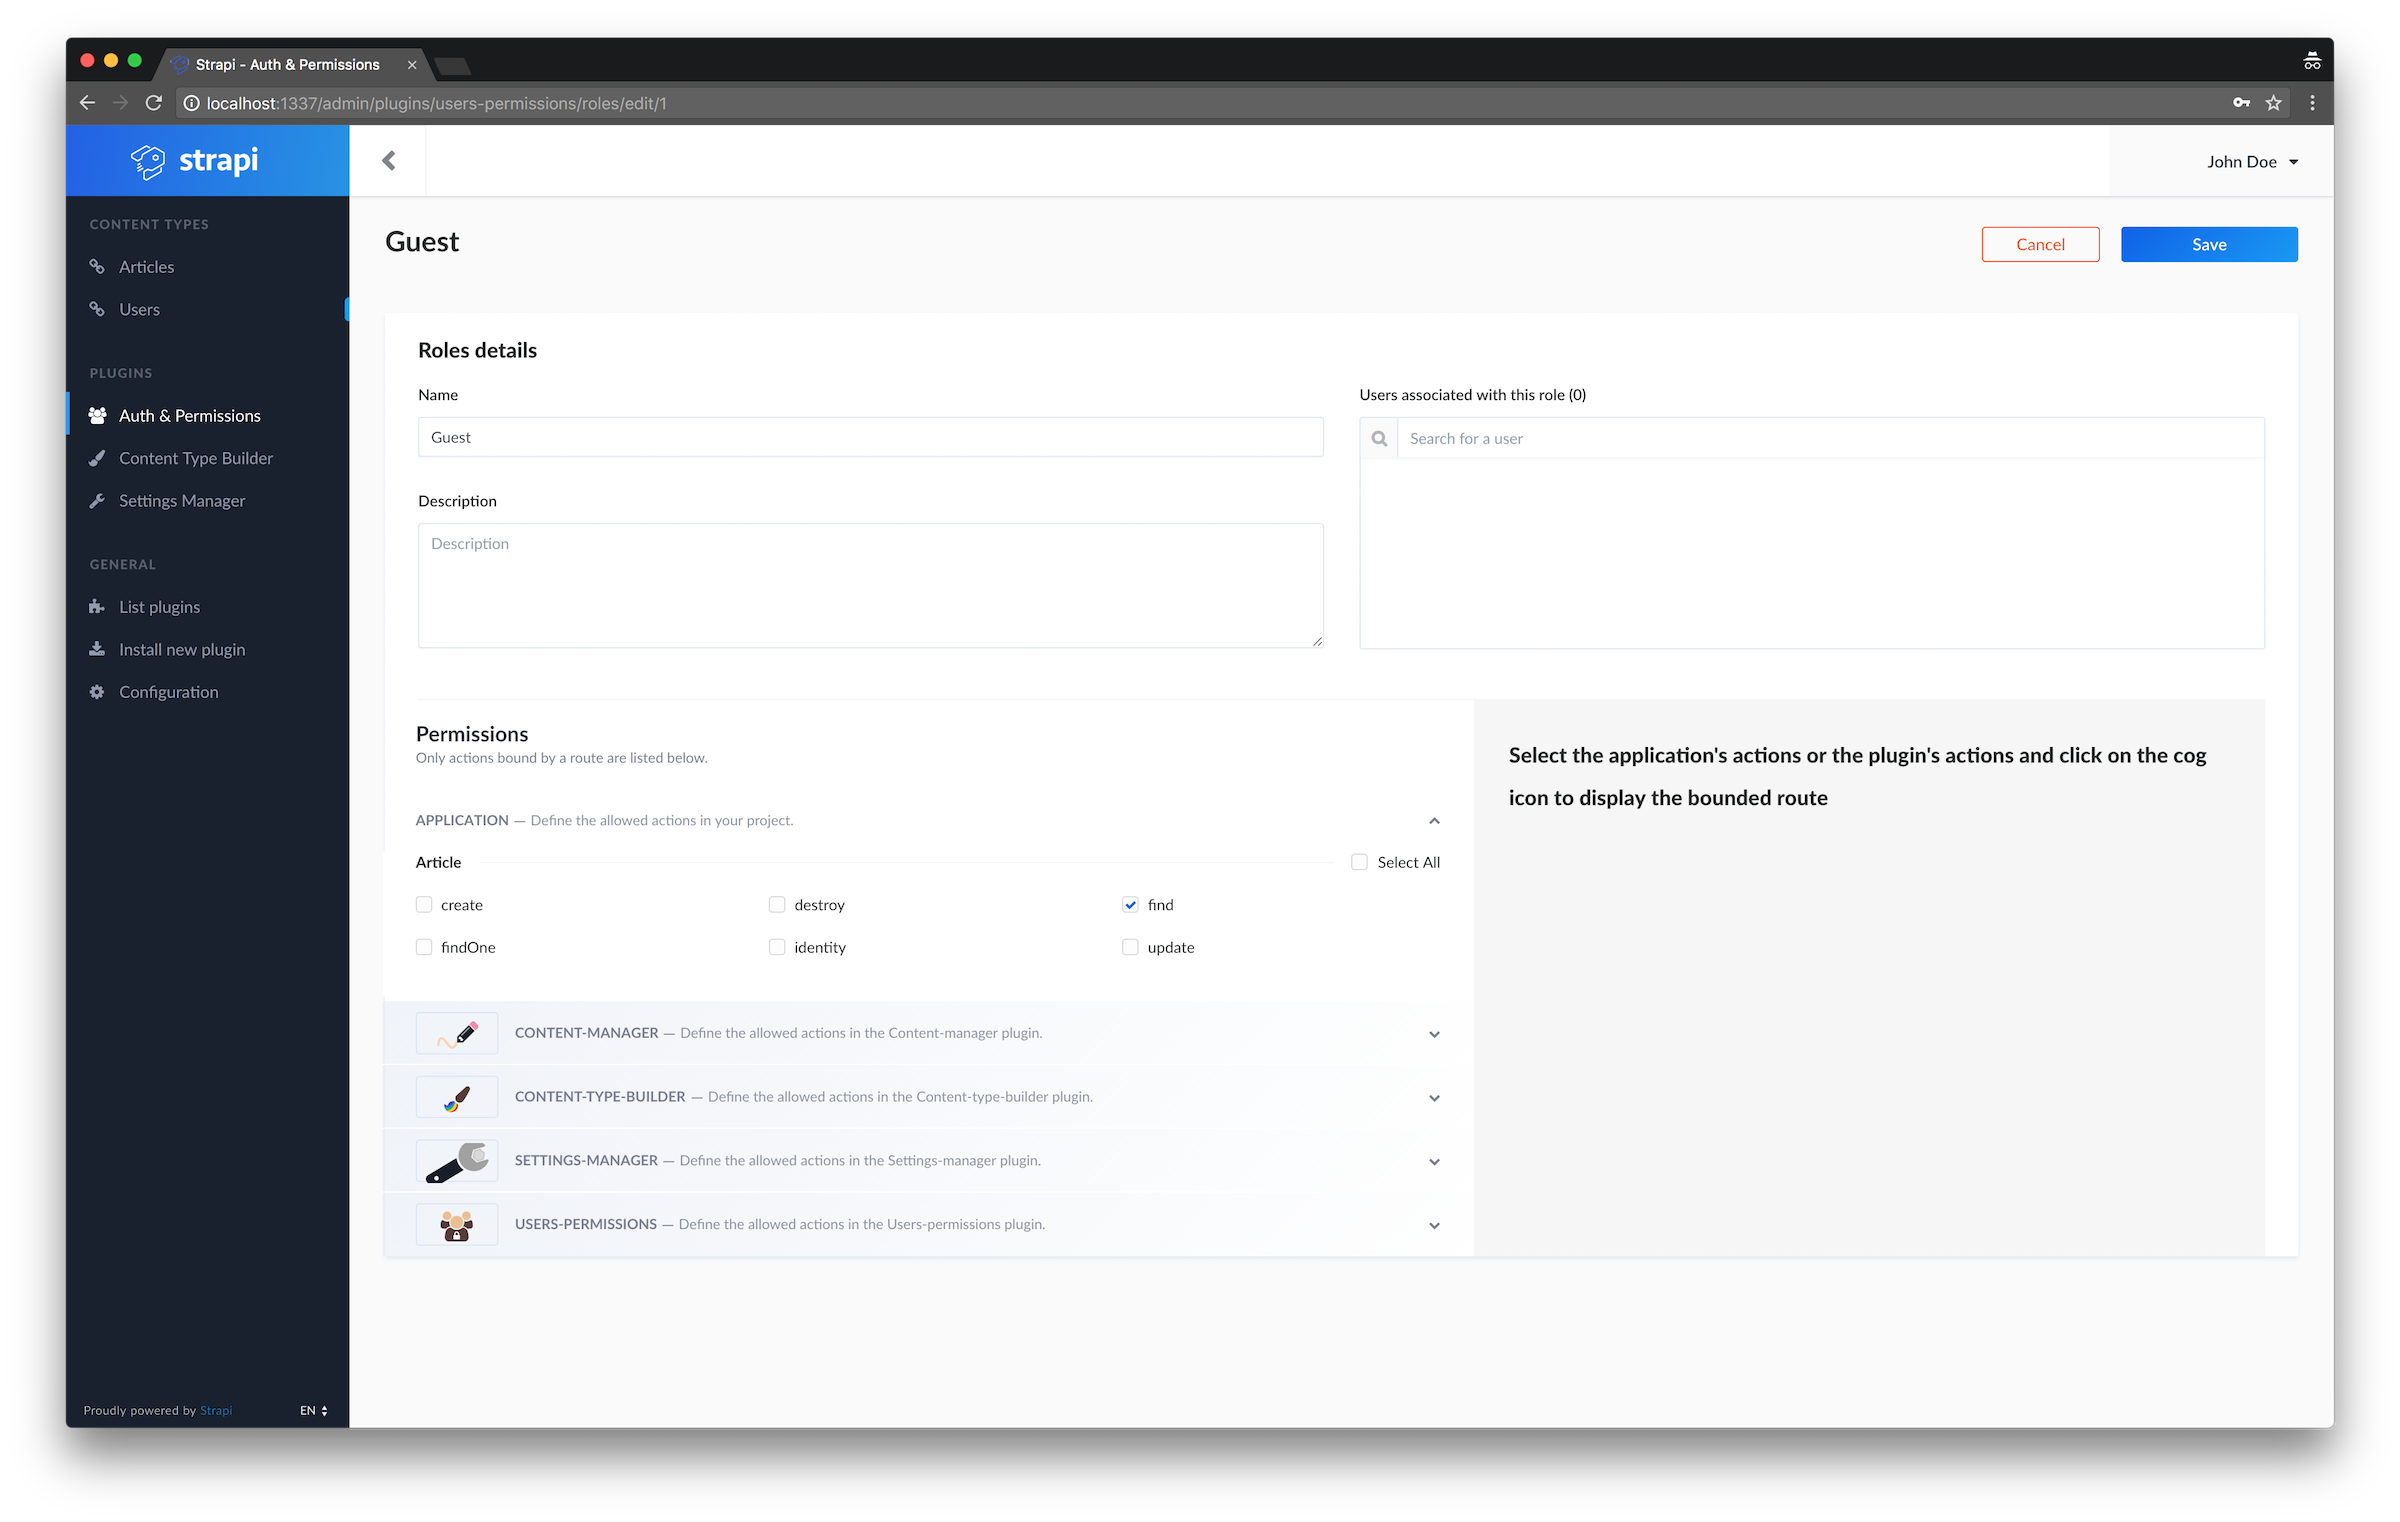 Strapi - Auth & Permissions
localhost:1337/admin/plugins/users-permissions/roles/edit/1
strapi
John Doe
CONTENT TYPES
Articles
Users
PLUGINS
Auth & Permissions
Content Type Builder
Settings Manager
GENERAL
List plugins
Install new plugin
Configuration
Proudly powered by Strapi
EN
Guest
Cancel
Save
Roles details
Name
Guest
Description
Description
Users associated with this role (0)
Search for a user
Permissions
Only actions bound by a route are listed below.
APPLICATION — Define the allowed actions in your project.
Article
Select All
create
destroy
find
findOne
identity
update
CONTENT-MANAGER — Define the allowed actions in the Content-manager plugin.
CONTENT-TYPE-BUILDER — Define the allowed actions in the Content-type-builder plugin.
SETTINGS-MANAGER — Define the allowed actions in the Settings-manager plugin.
USERS-PERMISSIONS — Define the allowed actions in the Users-permissions plugin.
Select the application's actions or the plugin's actions and click on the cog
icon to display the bounded route